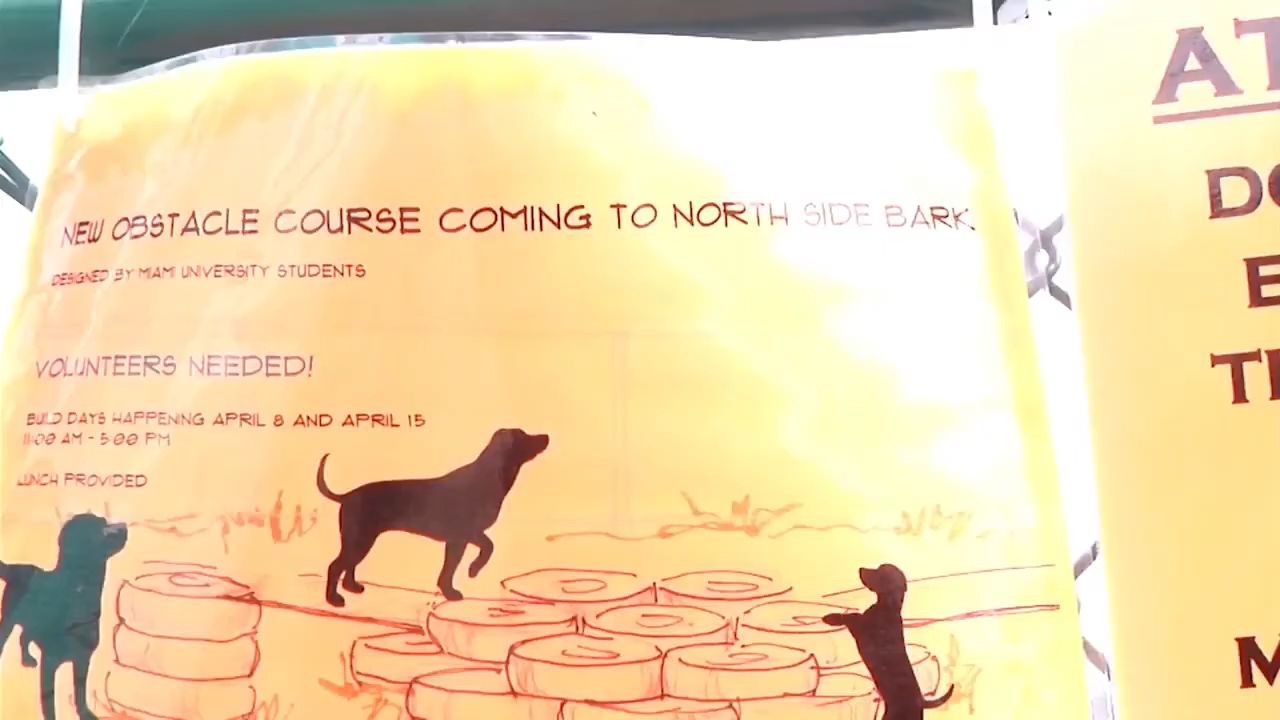 NEW OBSTACLE COURSE COMING TO NORTH SIDE BARK
DESIGNED BY MIAMI UNIVERSITY STUDENTS
VOLUNTEERS NEEDED!
BUILD DAYS HAPPENING APRIL 8 AND APRIL 15
11:00 AM - 5:00 PM
LUNCH PROVIDED